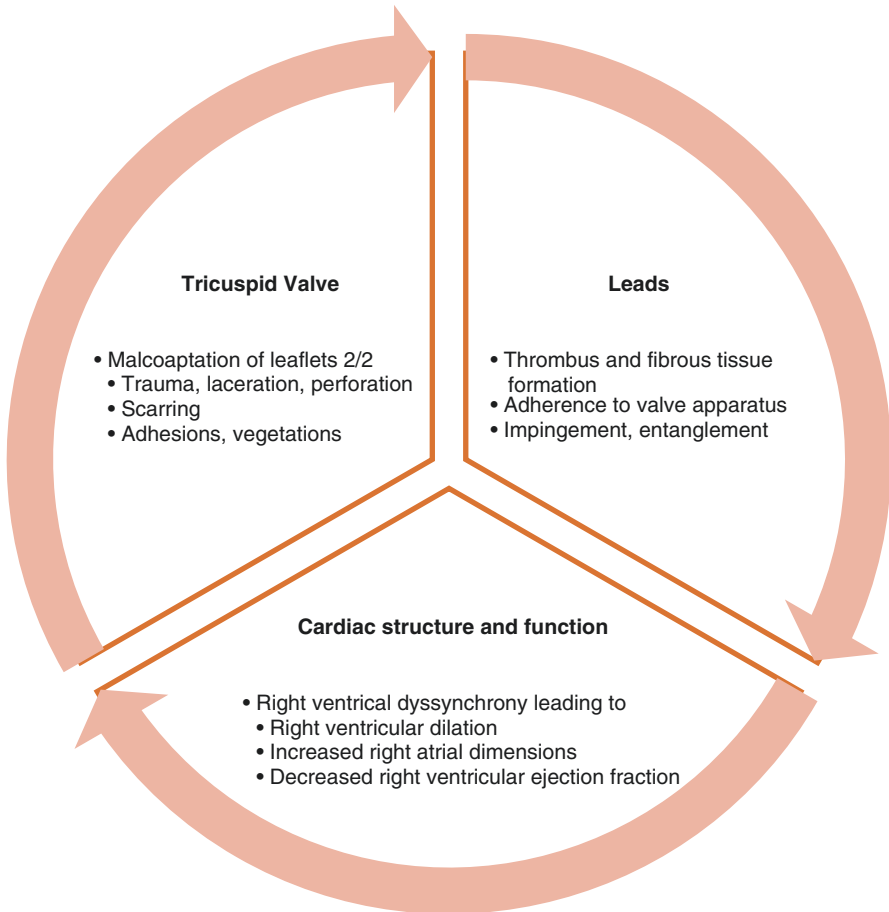 Tricuspid Valve
• Malcoaptation of leaflets 2/2
• Trauma, laceration, perforation
• Scarring
• Adhesions, vegetations
Leads
• Thrombus and fibrous tissue
formation
• Adherence to valve apparatus
• Impingement, entanglement
Cardiac structure and function
• Right ventrical dyssynchrony leading to
• Right ventricular dilation
• Increased right atrial dimensions
• Decreased right ventricular ejection fraction